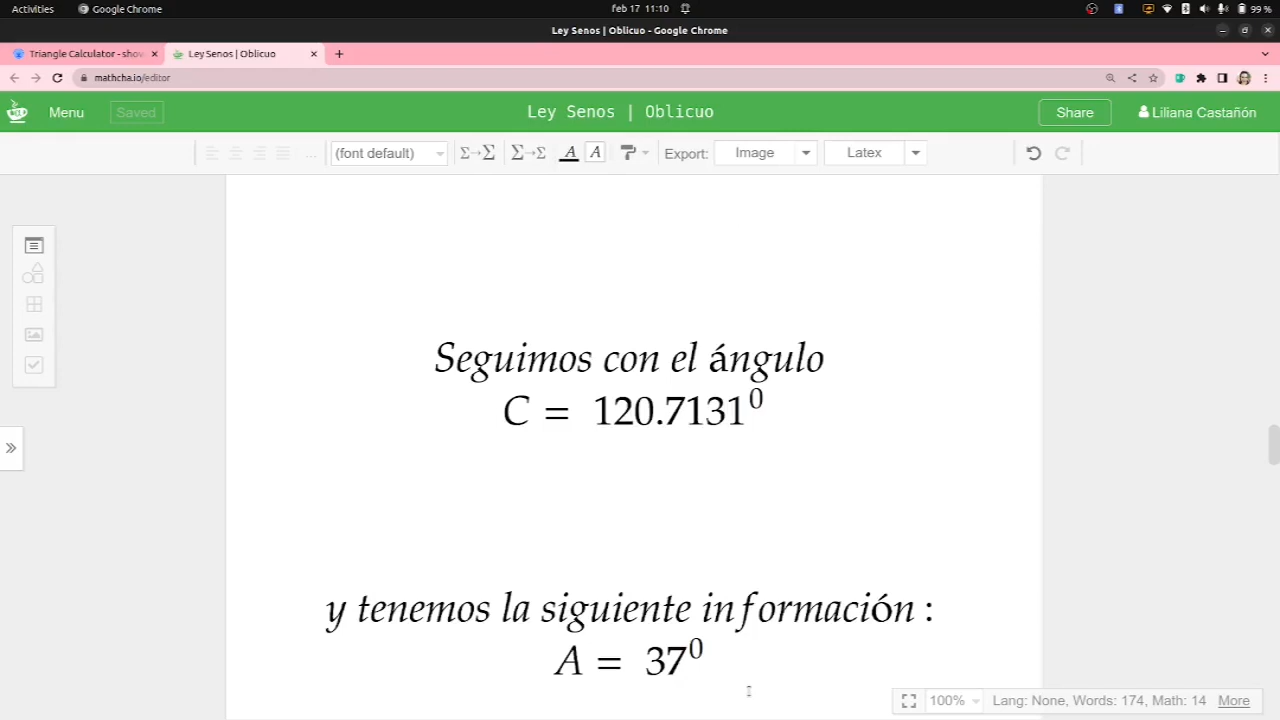 Activities Google Chrome feb 17 11:10 99 %
Ley Senos | Oblicuo - Google Chrome
Triangle Calculator - show Ley Senos | Oblicuo
mathcha.io/editor
Menu Saved Ley Senos | Oblicuo Share Liliana Castañón
... (font default) Σ→Σ Σ→Σ A A Export: Image Latex
Seguimos con el ángulo
C = 120.7131⁰
y tenemos la siguiente información :
A = 37⁰
100% Lang: None, Words: 174, Math: 14 More